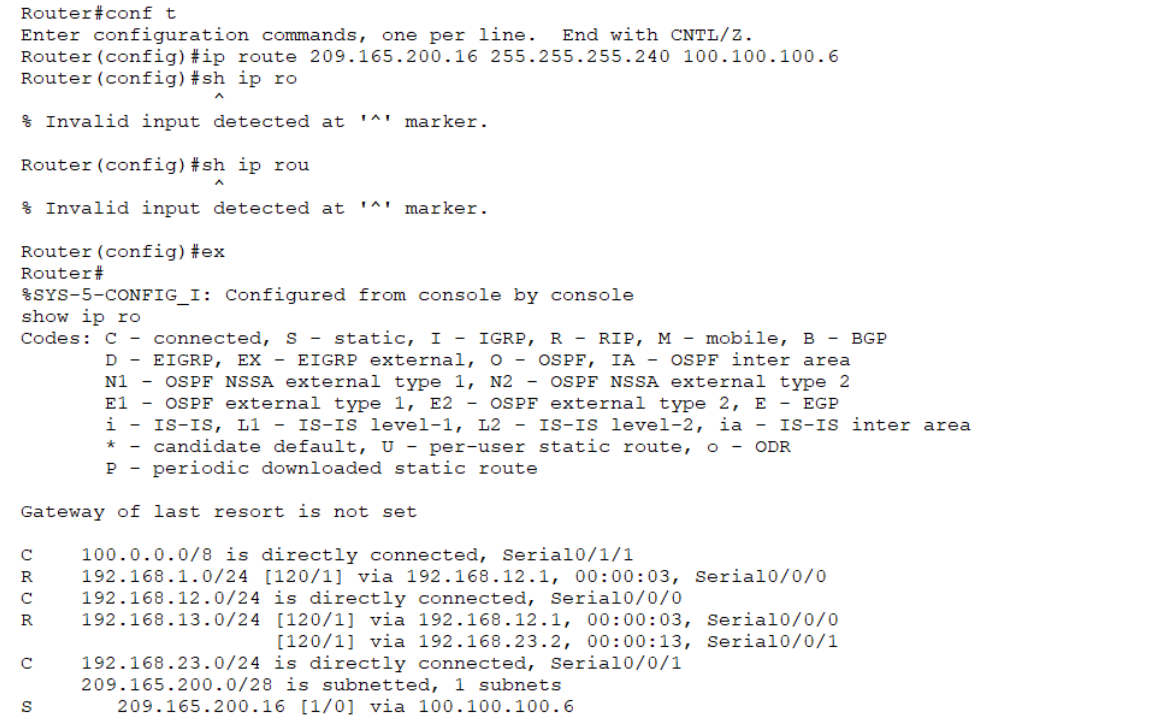 Router#conf t
Enter configuration commands, one per line.  End with CNTL/Z.
Router(config)#ip route 209.165.200.16 255.255.255.240 100.100.100.6
Router(config)#sh ip ro
                ^
% Invalid input detected at '^' marker.

Router(config)#sh ip rou
                ^
% Invalid input detected at '^' marker.

Router(config)#ex
Router#
%SYS-5-CONFIG_I: Configured from console by console
show ip ro
Codes: C - connected, S - static, I - IGRP, R - RIP, M - mobile, B - BGP
       D - EIGRP, EX - EIGRP external, O - OSPF, IA - OSPF inter area
       N1 - OSPF NSSA external type 1, N2 - OSPF NSSA external type 2
       E1 - OSPF external type 1, E2 - OSPF external type 2, E - EGP
       i - IS-IS, L1 - IS-IS level-1, L2 - IS-IS level-2, ia - IS-IS inter area
       * - candidate default, U - per-user static route, o - ODR
       P - periodic downloaded static route

Gateway of last resort is not set

C    100.0.0.0/8 is directly connected, Serial0/1/1
R    192.168.1.0/24 [120/1] via 192.168.12.1, 00:00:03, Serial0/0/0
C    192.168.12.0/24 is directly connected, Serial0/0/0
R    192.168.13.0/24 [120/1] via 192.168.12.1, 00:00:03, Serial0/0/0
                     [120/1] via 192.168.23.2, 00:00:13, Serial0/0/1
C    192.168.23.0/24 is directly connected, Serial0/0/1
     209.165.200.0/28 is subnetted, 1 subnets
S       209.165.200.16 [1/0] via 100.100.100.6